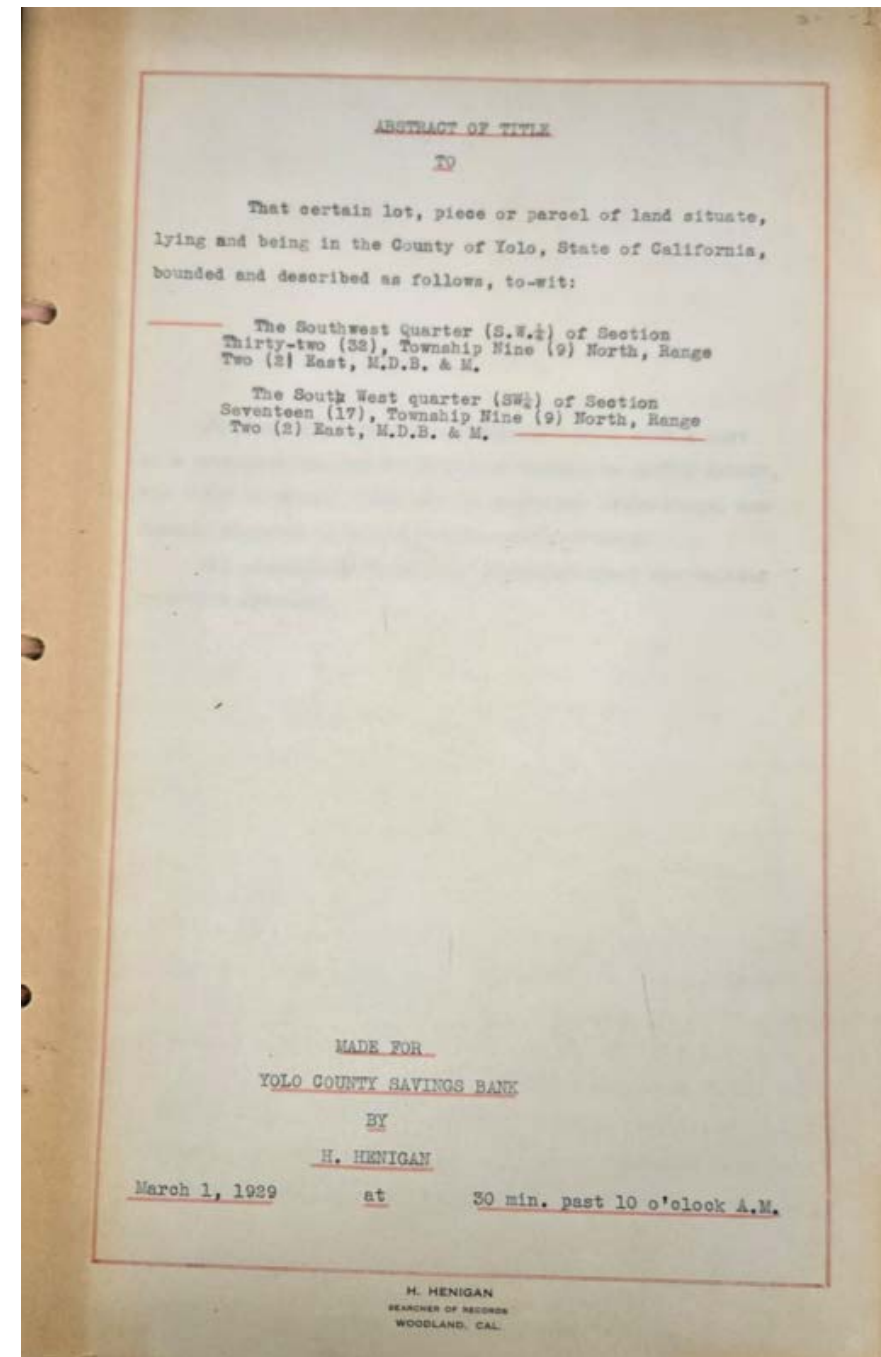 ABSTRACT OF TITLE
TO
That certain lot, piece or parcel of land situate,
lying and being in the County of Yolo, State of California,
bounded and described as follows, to-wit:
The Southwest Quarter (S.W.¼) of Section
Thirty-two (32), Township Nine (9) North, Range
Two (2) East, M.D.B. & M.
The South West quarter (SW¼) of Section
Seventeen (17), Township Nine (9) North, Range
Two (2) East, M.D.B. & M.
MADE FOR
YOLO COUNTY SAVINGS BANK
BY
H. HENIGAN
March 1, 1929 at 30 min. past 10 o'clock A.M.
H. HENIGAN
SEARCHER OF RECORDS
WOODLAND, CAL.